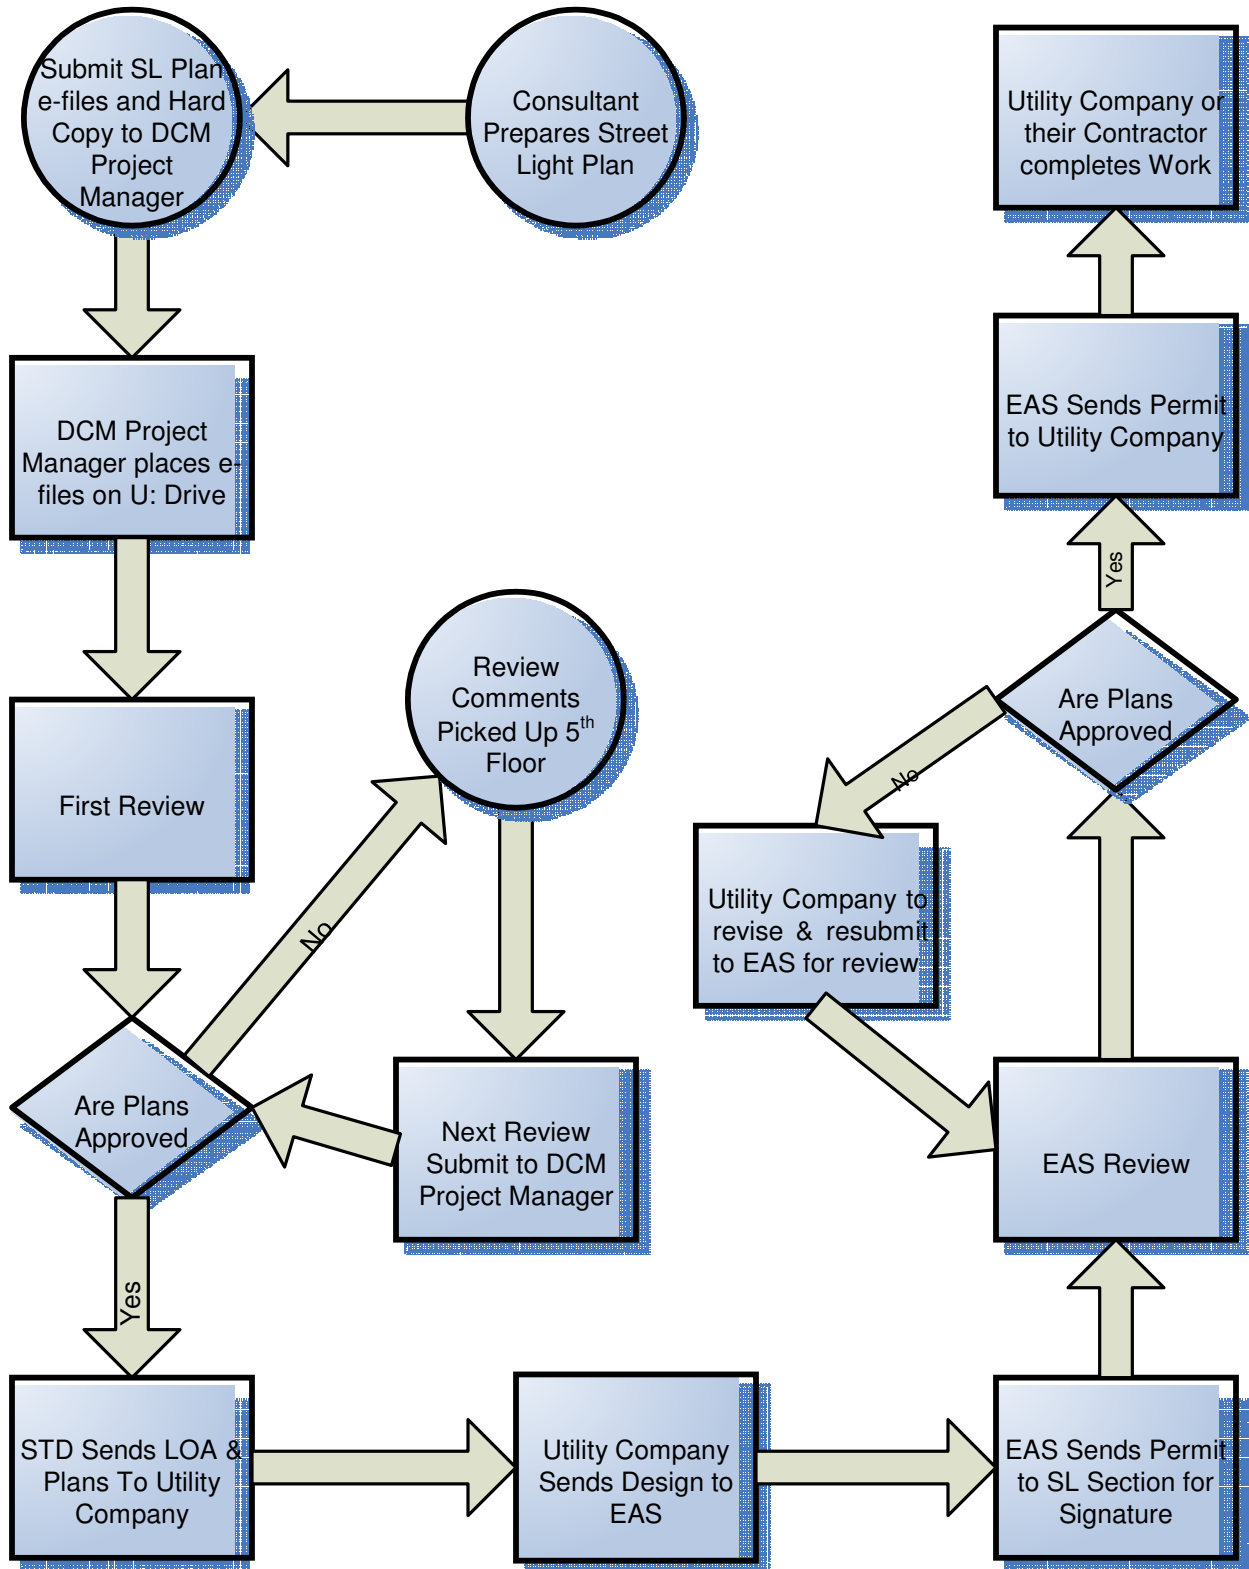 Submit SL Plan
e-files and Hard
Copy to DCM
Project
Manager
Consultant
Prepares Street
Light Plan
Utility Company or
their Contractor
completes Work
DCM Project
Manager places e-
files on U: Drive
EAS Sends Permit
to Utility Company
Yes
Review
Comments
Picked Up 5th
Floor
Are Plans
Approved
First Review
No
No
Utility Company to
revise & resubmit
to EAS for review
Are Plans
Approved
Next Review
Submit to DCM
Project Manager
EAS Review
Yes
STD Sends LOA &
Plans To Utility
Company
Utility Company
Sends Design to
EAS
EAS Sends Permit
to SL Section for
Signature